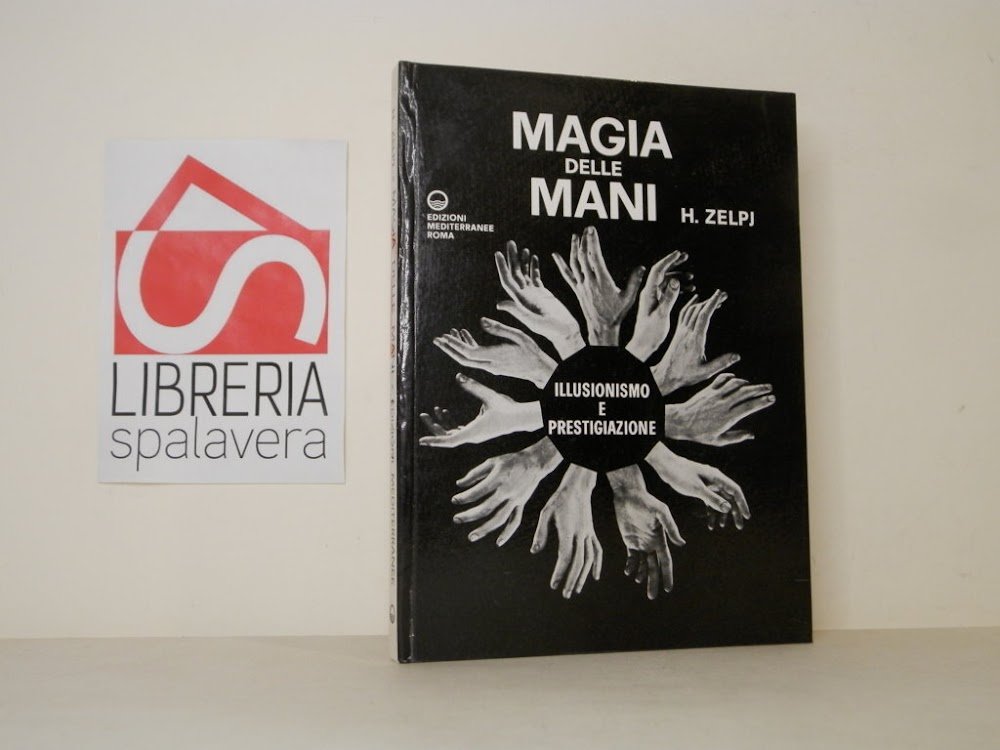 LIBRERIA
spalavera
MAGIA
DELLE
MANI
H. ZELPJ
EDIZIONI
MEDITERRANEE
ROMA
ILLUSIONISMO
E
PRESTIGIAZIONE